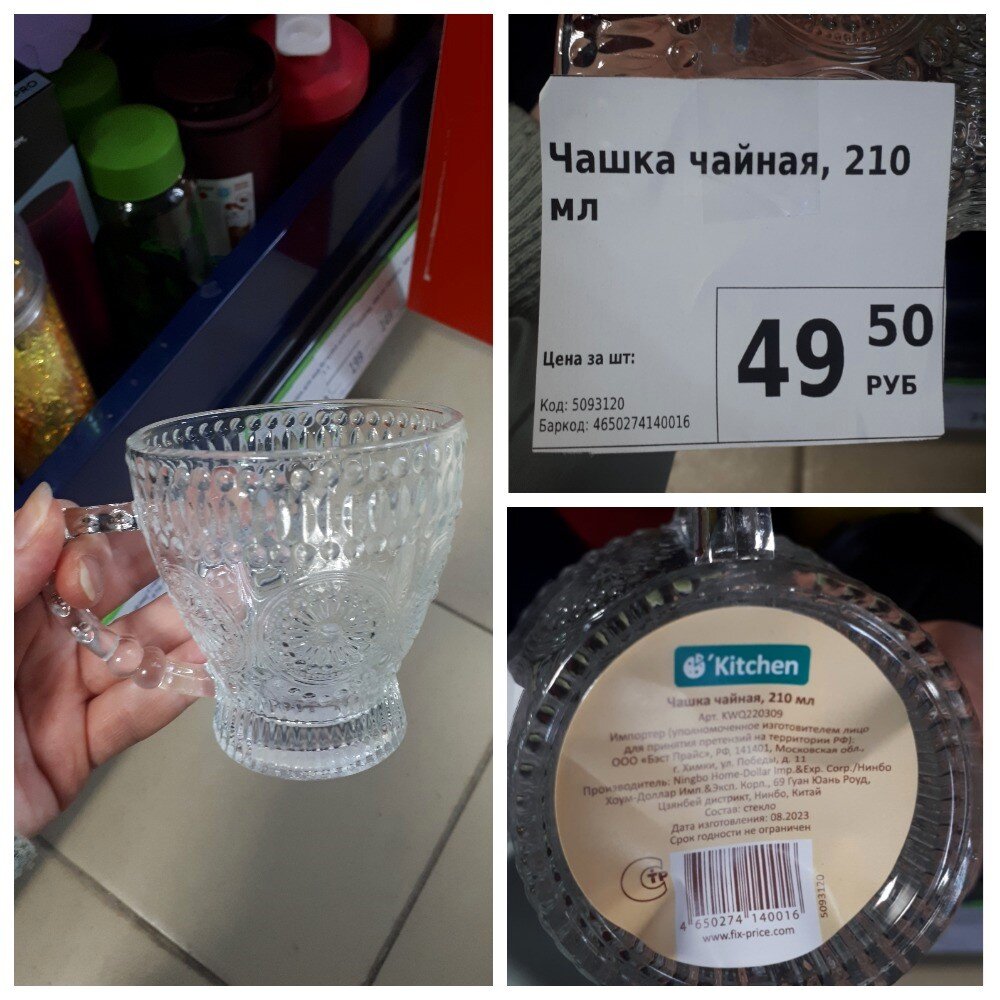 PRO
Чашка чайная, 210
мл
Цена за шт:
49 50
РУБ
Код: 5093120
Баркод: 4650274140016
'Kitchen
Чашка чайная, 210 мл
Арт. KWQ220309
Импортер (уполномоченное изготовителем лицо
для принятия претензий на территории РФ):
ООО «Бэст Прайс», РФ, 141401, Московская обл.,
г. Химки, ул. Победы, д. 11
Производитель: Ningbo Home-Dollar Imp.&Exp. Corp./Нинбо
Хоум-Доллар Имп.&Эксп. Корп., 69 Гуан Юань Роуд,
Цзянбей дистрикт, Нинбо, Китай
Состав: стекло
Дата изготовления: 08.2023
Срок годности не ограничен
СТР
4 650274 140016
5093120
www.fix-price.com